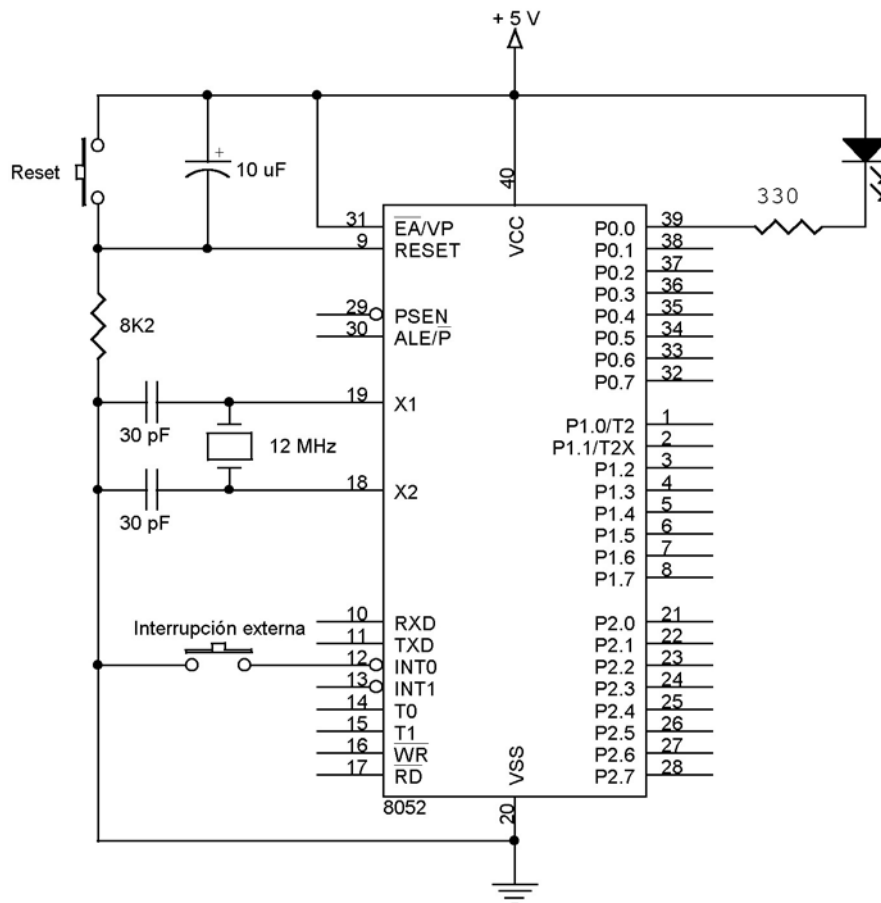 + 5 V
Reset
+
10 uF
40
330
31
EA/VP
VCC
P0.0
39
9
RESET
P0.1
38
P0.2
37
P0.3
36
29
PSEN
P0.4
35
30
ALE/P
P0.5
34
8K2
P0.6
33
P0.7
32
19
X1
P1.0/T2
1
30 pF
12 MHz
P1.1/T2X
2
P1.2
3
18
X2
P1.3
4
30 pF
P1.4
5
P1.5
6
P1.6
7
P1.7
8
10
RXD
P2.0
21
Interrupción externa
11
TXD
P2.1
22
12
INT0
P2.2
23
13
INT1
P2.3
24
14
T0
P2.4
25
15
T1
P2.5
26
16
WR
VSS
P2.6
27
17
RD
P2.7
28
8052
20